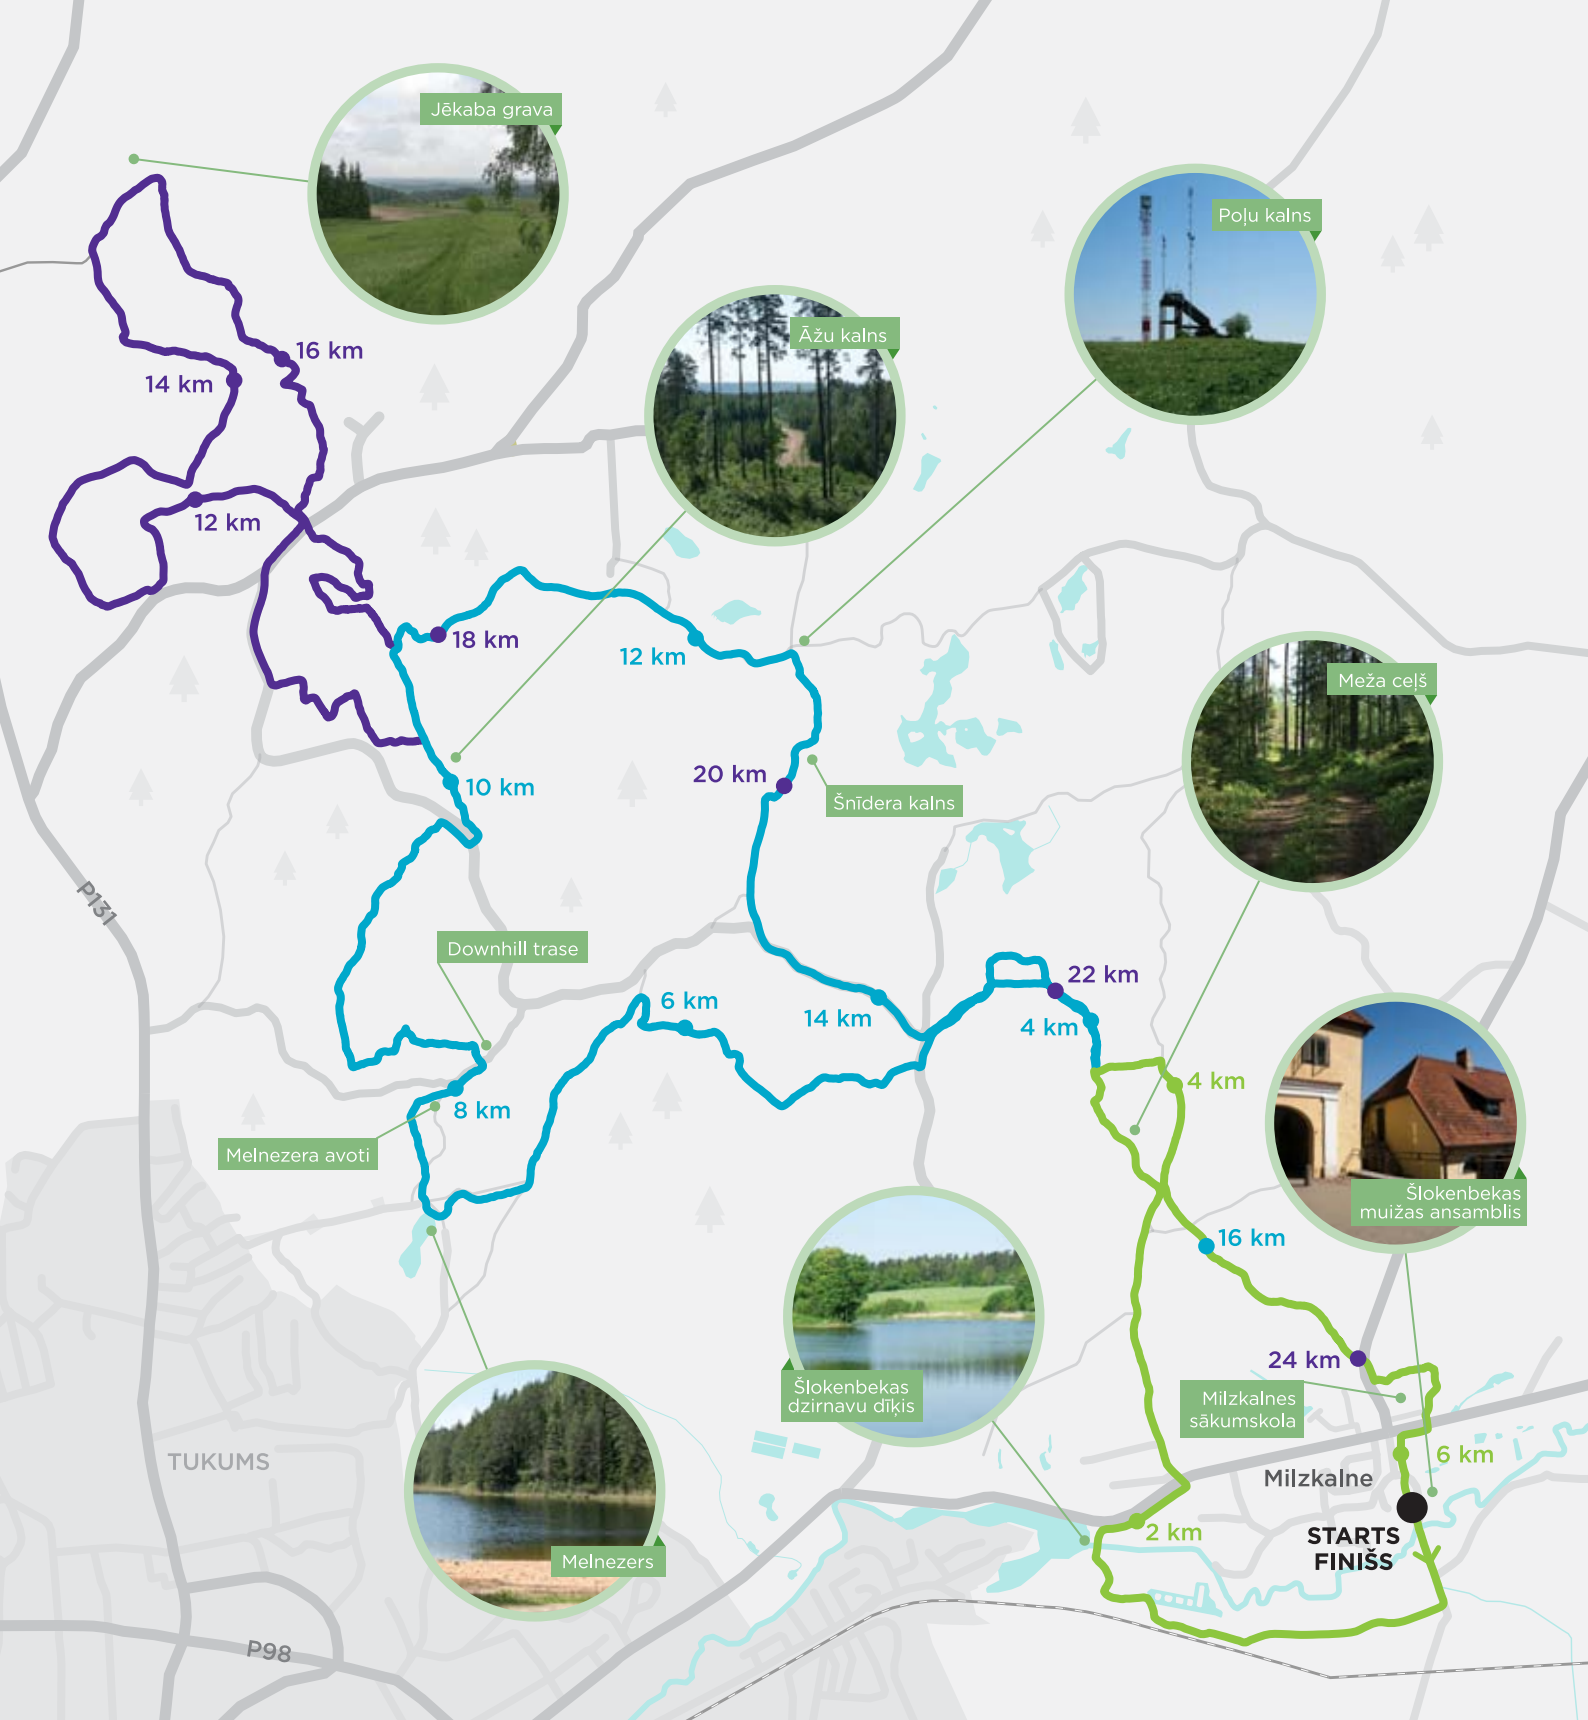 Jēkaba grava
Poļu kalns
Āžu kalns
16 km
14 km
12 km
18 km
12 km
Meža ceļš
20 km
10 km
Šnīdera kalns
P131
Downhill trase
22 km
6 km
14 km
4 km
4 km
8 km
Melnezera avoti
Šlokenbekas
muižas ansamblis
16 km
24 km
Šlokenbekas
dzirnavu dīķis
Milzkalnes
sākumskola
TUKUMS
6 km
Milzkalne
2 km
STARTS
FINIŠS
Melnezers
P98